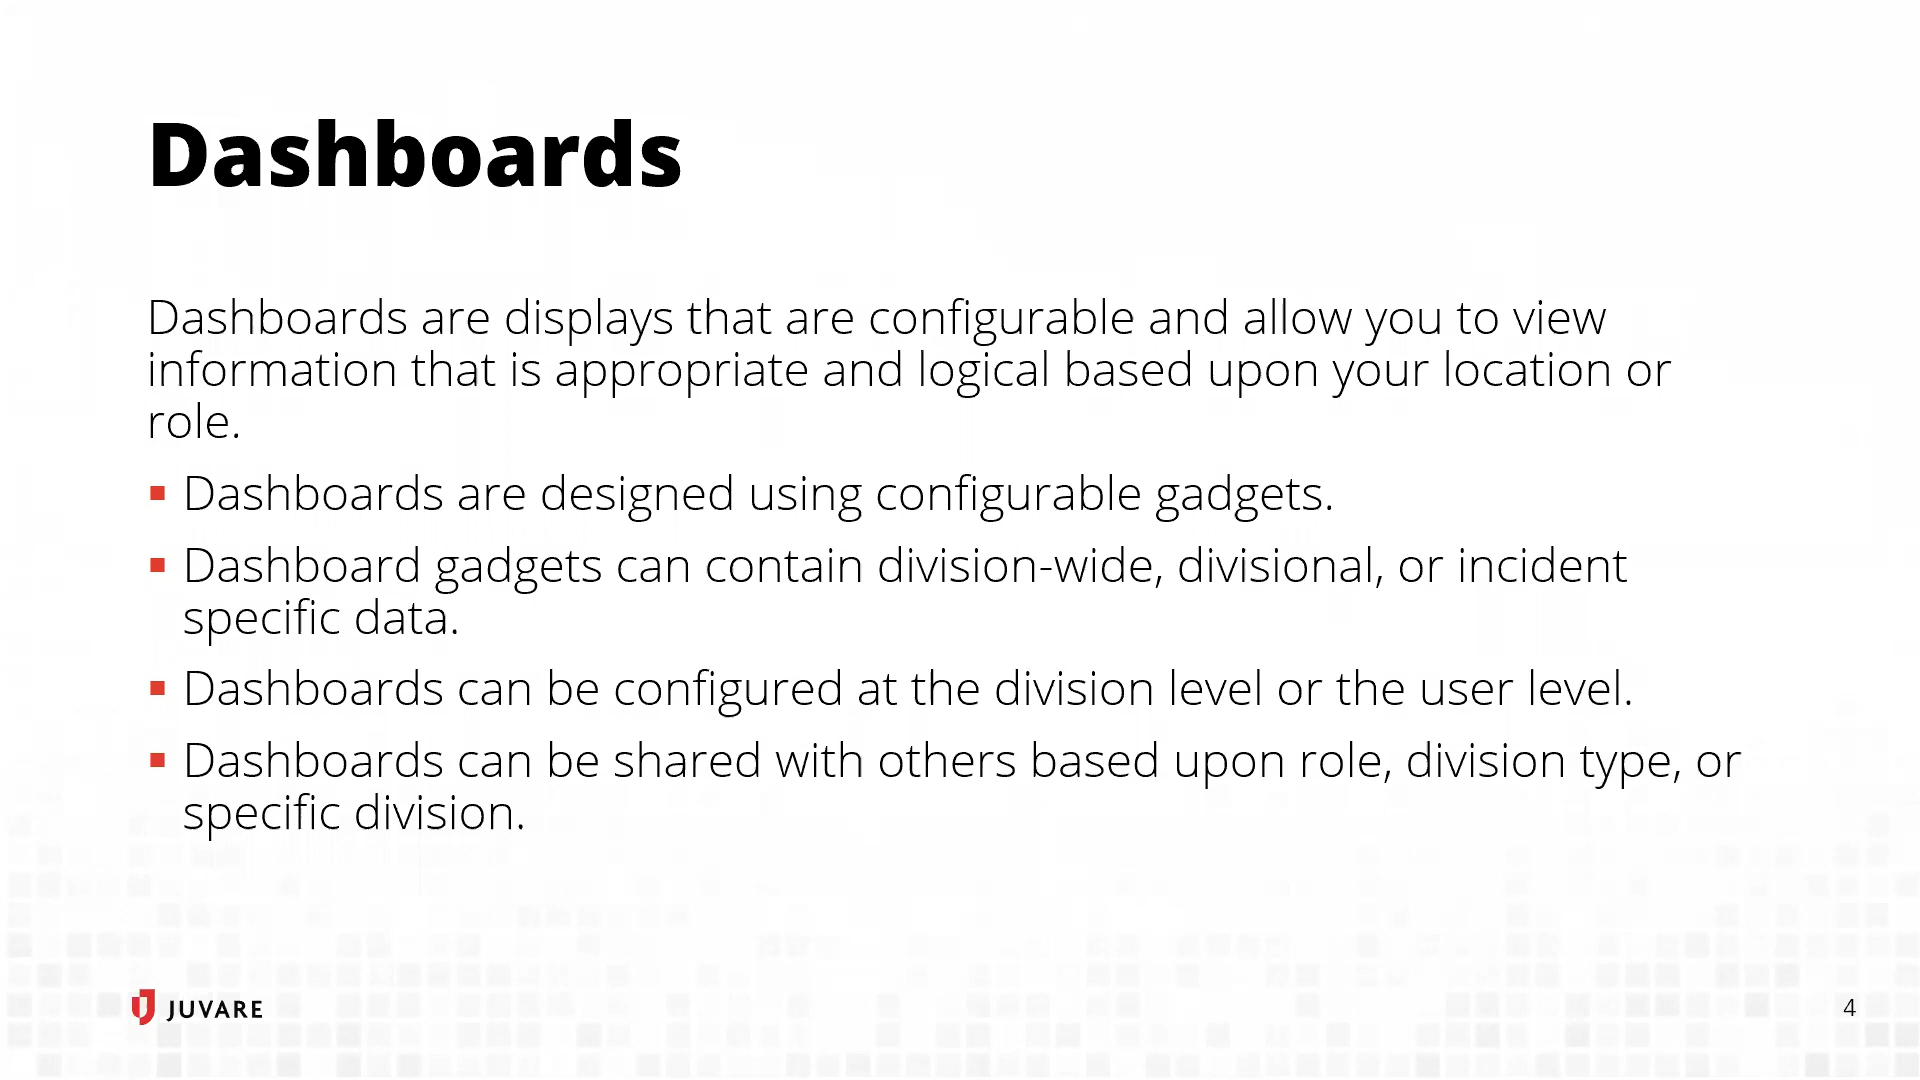 Dashboards
Dashboards are displays that are configurable and allow you to view
information that is appropriate and logical based upon your location or
role.
▪ Dashboards are designed using configurable gadgets.
▪ Dashboard gadgets can contain division-wide, divisional, or incident
specific data.
▪ Dashboards can be configured at the division level or the user level.
▪ Dashboards can be shared with others based upon role, division type, or
specific division.
JUVARE
4